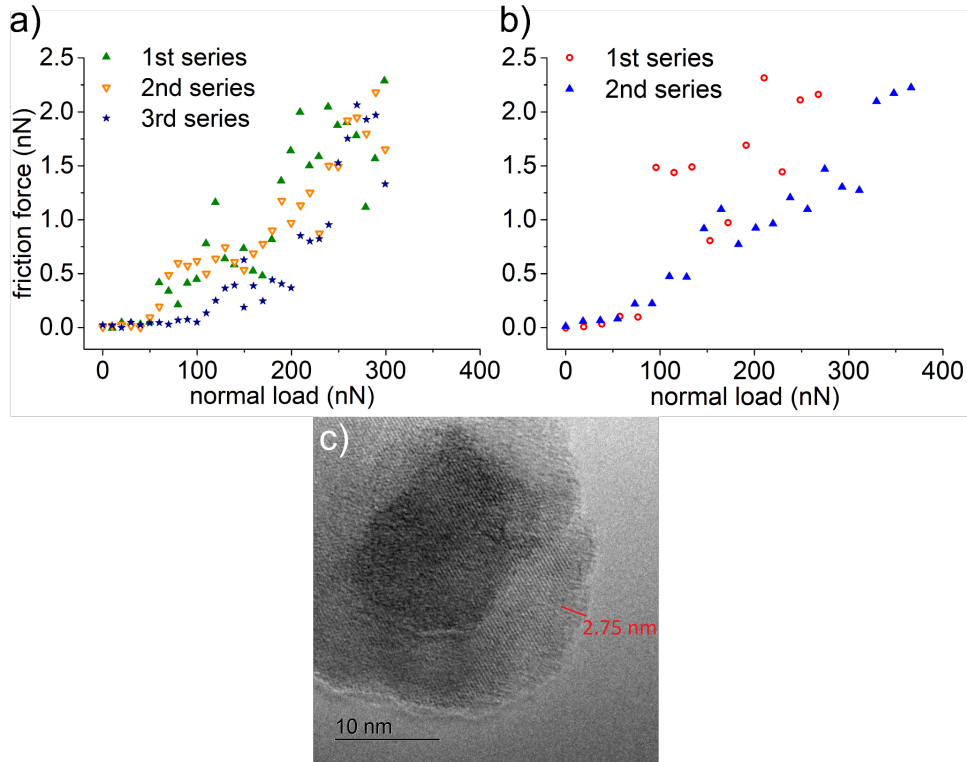 a)
1st series
2nd series
3rd series
friction force (nN)
2.5
2.0
1.5
1.0
0.5
0.0
0 100 200 300 400
normal load (nN)
b)
1st series
2nd series
2.5
2.0
1.5
1.0
0.5
0.0
0 100 200 300 400
normal load (nN)
c)
2.75 nm
10 nm